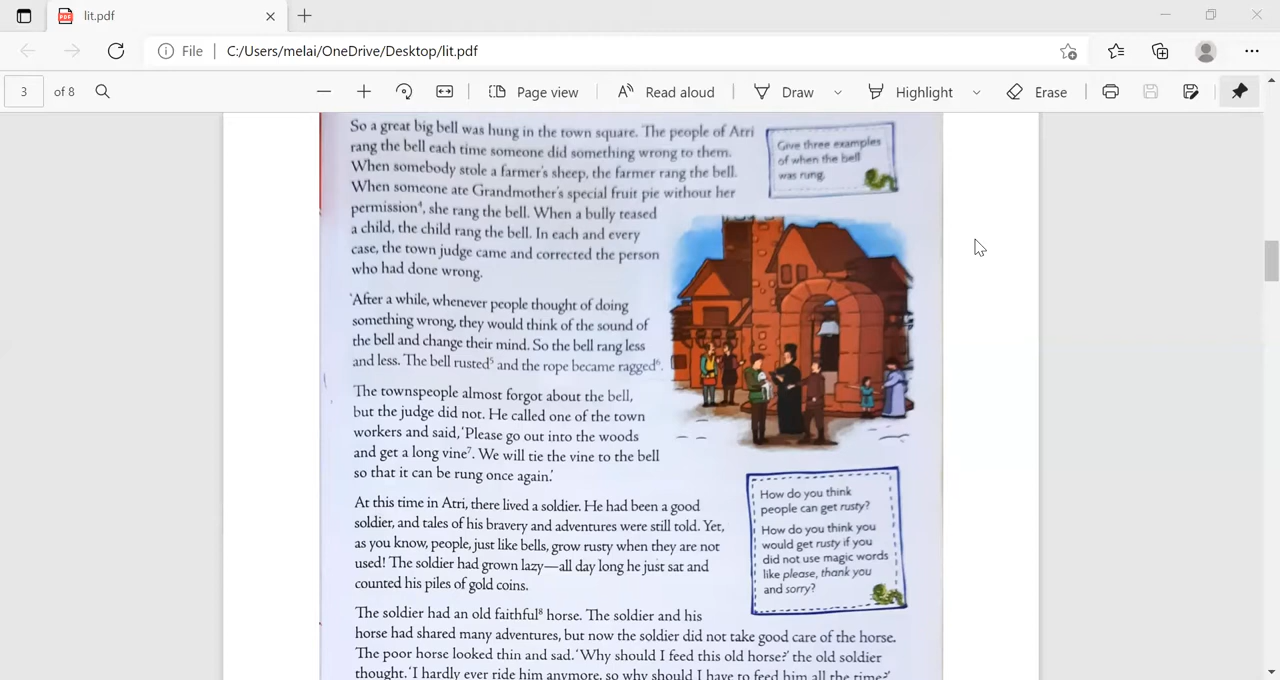 lit.pdf
File
C:/Users/melai/OneDrive/Desktop/lit.pdf
3 of 8
Page view
Read aloud
Draw
Highlight
Erase
So a great big bell was hung in the town square. The people of Atri
rang the bell each time someone did something wrong to them.
When somebody stole a farmer's sheep, the farmer rang the bell.
When someone ate Grandmother's special fruit pie without her
permission⁴, she rang the bell. When a bully teased
a child, the child rang the bell. In each and every
case, the town judge came and corrected the person
who had done wrong.
Give three examples
of when the bell
was rung.
'After a while, whenever people thought of doing
something wrong, they would think of the sound of
the bell and change their mind. So the bell rang less
and less. The bell rusted⁵ and the rope became ragged⁶.
The townspeople almost forgot about the bell,
but the judge did not. He called one of the town
workers and said, 'Please go out into the woods
and get a long vine⁷. We will tie the vine to the bell
so that it can be rung once again.'
At this time in Atri, there lived a soldier. He had been a good
soldier, and tales of his bravery and adventures were still told. Yet,
as you know, people, just like bells, grow rusty when they are not
used! The soldier had grown lazy—all day long he just sat and
counted his piles of gold coins.
How do you think
people can get rusty?
How do you think you
would get rusty if you
did not use magic words
like please, thank you
and sorry?
The soldier had an old faithful⁸ horse. The soldier and his
horse had shared many adventures, but now the soldier did not take good care of the horse.
The poor horse looked thin and sad. 'Why should I feed this old horse?' the old soldier
thought. 'I hardly ever ride him anymore, so why should I have to feed him all the time?'